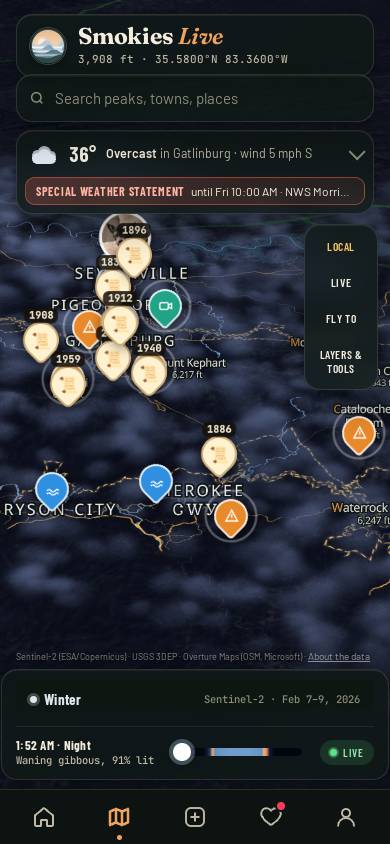 Smokies Live
3,908 ft · 35.5800°N 83.3600°W
Search peaks, towns, places
36° Overcast in Gatlinburg · wind 5 mph S
SPECIAL WEATHER STATEMENT until Fri 10:00 AM · NWS Morri…
LOCAL
LIVE
FLY TO
LAYERS & TOOLS
1896
1912
1908
1940
1959
6,217 ft
1886
Waterrock
6,247 ft
CHEROKEE
BRYSON CITY
Sentinel-2 (ESA/Copernicus) · USGS 3DEP · Overture Maps (OSM, Microsoft) · About the data
Winter
Sentinel-2 · Feb 7–9, 2026
1:52 AM · Night
Waning gibbous, 91% lit
LIVE